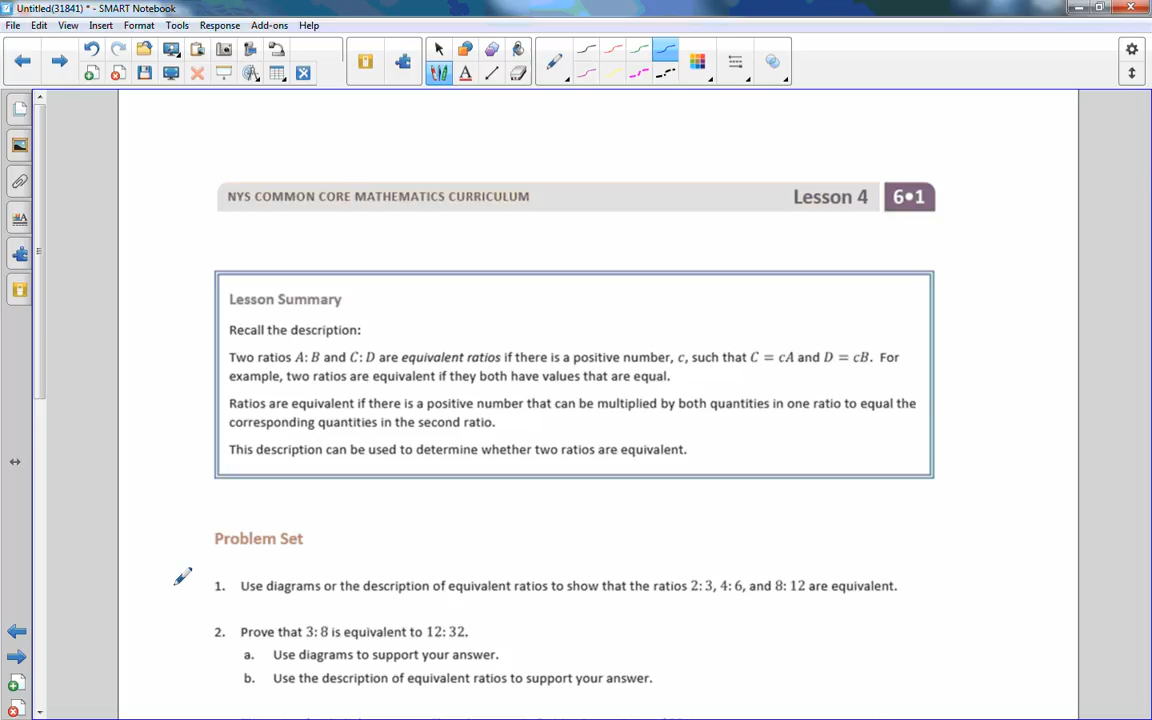 Untitled(31841) * - SMART Notebook
File Edit View Insert Format Tools Response Add-ons Help
NYS COMMON CORE MATHEMATICS CURRICULUM Lesson 4 6•1
Lesson Summary
Recall the description:
Two ratios A: B and C: D are equivalent ratios if there is a positive number, c, such that C = cA and D = cB. For
example, two ratios are equivalent if they both have values that are equal.
Ratios are equivalent if there is a positive number that can be multiplied by both quantities in one ratio to equal the
corresponding quantities in the second ratio.
This description can be used to determine whether two ratios are equivalent.
Problem Set
1. Use diagrams or the description of equivalent ratios to show that the ratios 2: 3, 4: 6, and 8: 12 are equivalent.
2. Prove that 3: 8 is equivalent to 12: 32.
a. Use diagrams to support your answer.
b. Use the description of equivalent ratios to support your answer.